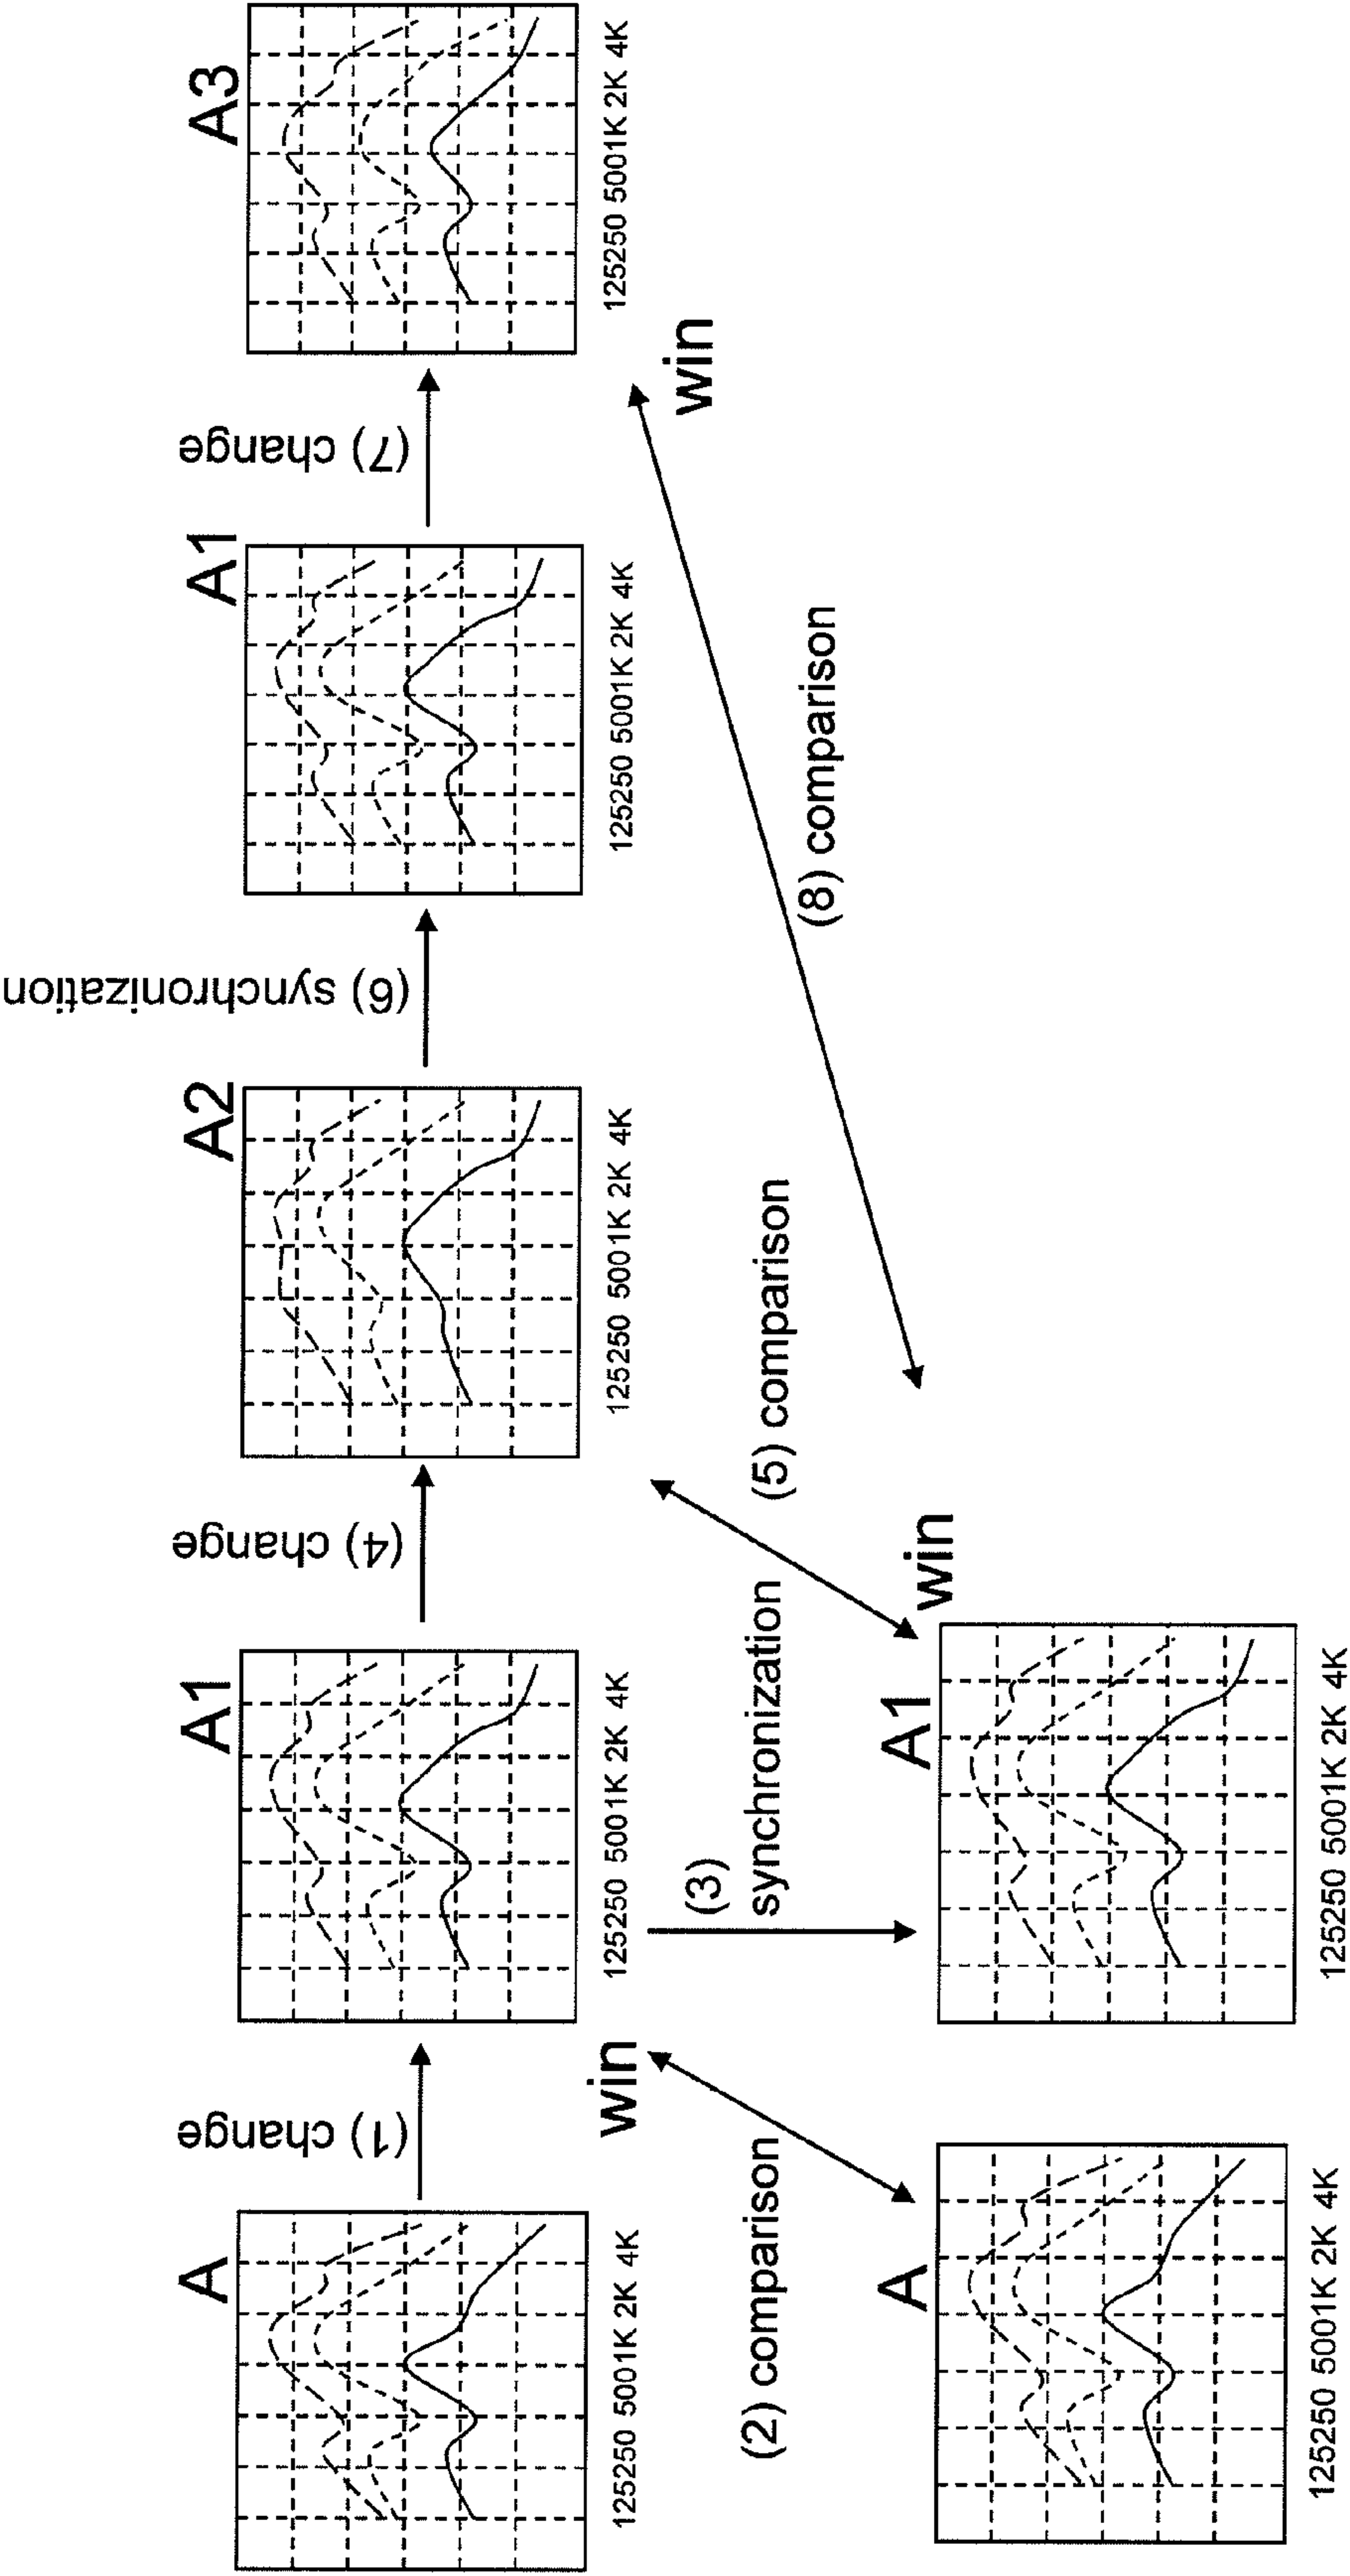 A
(1) change
A1
(4) change
A2
(6) synchronization
A1
(7) change
A3
125250 5001K 2K 4K
win
125250 5001K 2K 4K
125250 5001K 2K 4K
125250 5001K 2K 4K
125250 5001K 2K 4K
win
(2) comparison
(3)
synchronization
(5) comparison
(8) comparison
A
A1
win
125250 5001K 2K 4K
125250 5001K 2K 4K